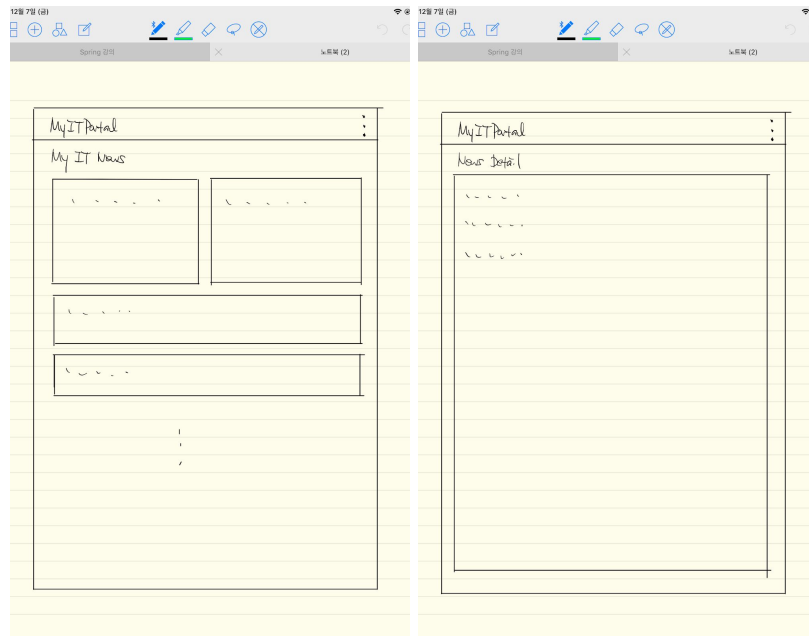 12월 7일 (금)
Spring 강의
노트북 (2)
MyITPortal
My IT News
12월 7일 (금)
Spring 강의
노트북 (2)
MyITPortal
News Detail